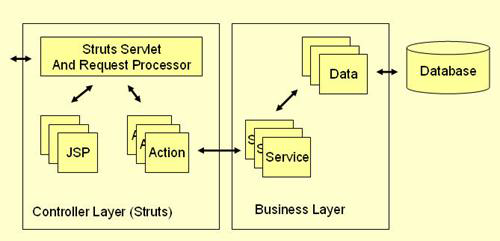 Struts Servlet
And Request Processor
Data
Database
JSP
A
A
Action
S
S
Service
Controller Layer (Struts)
Business Layer